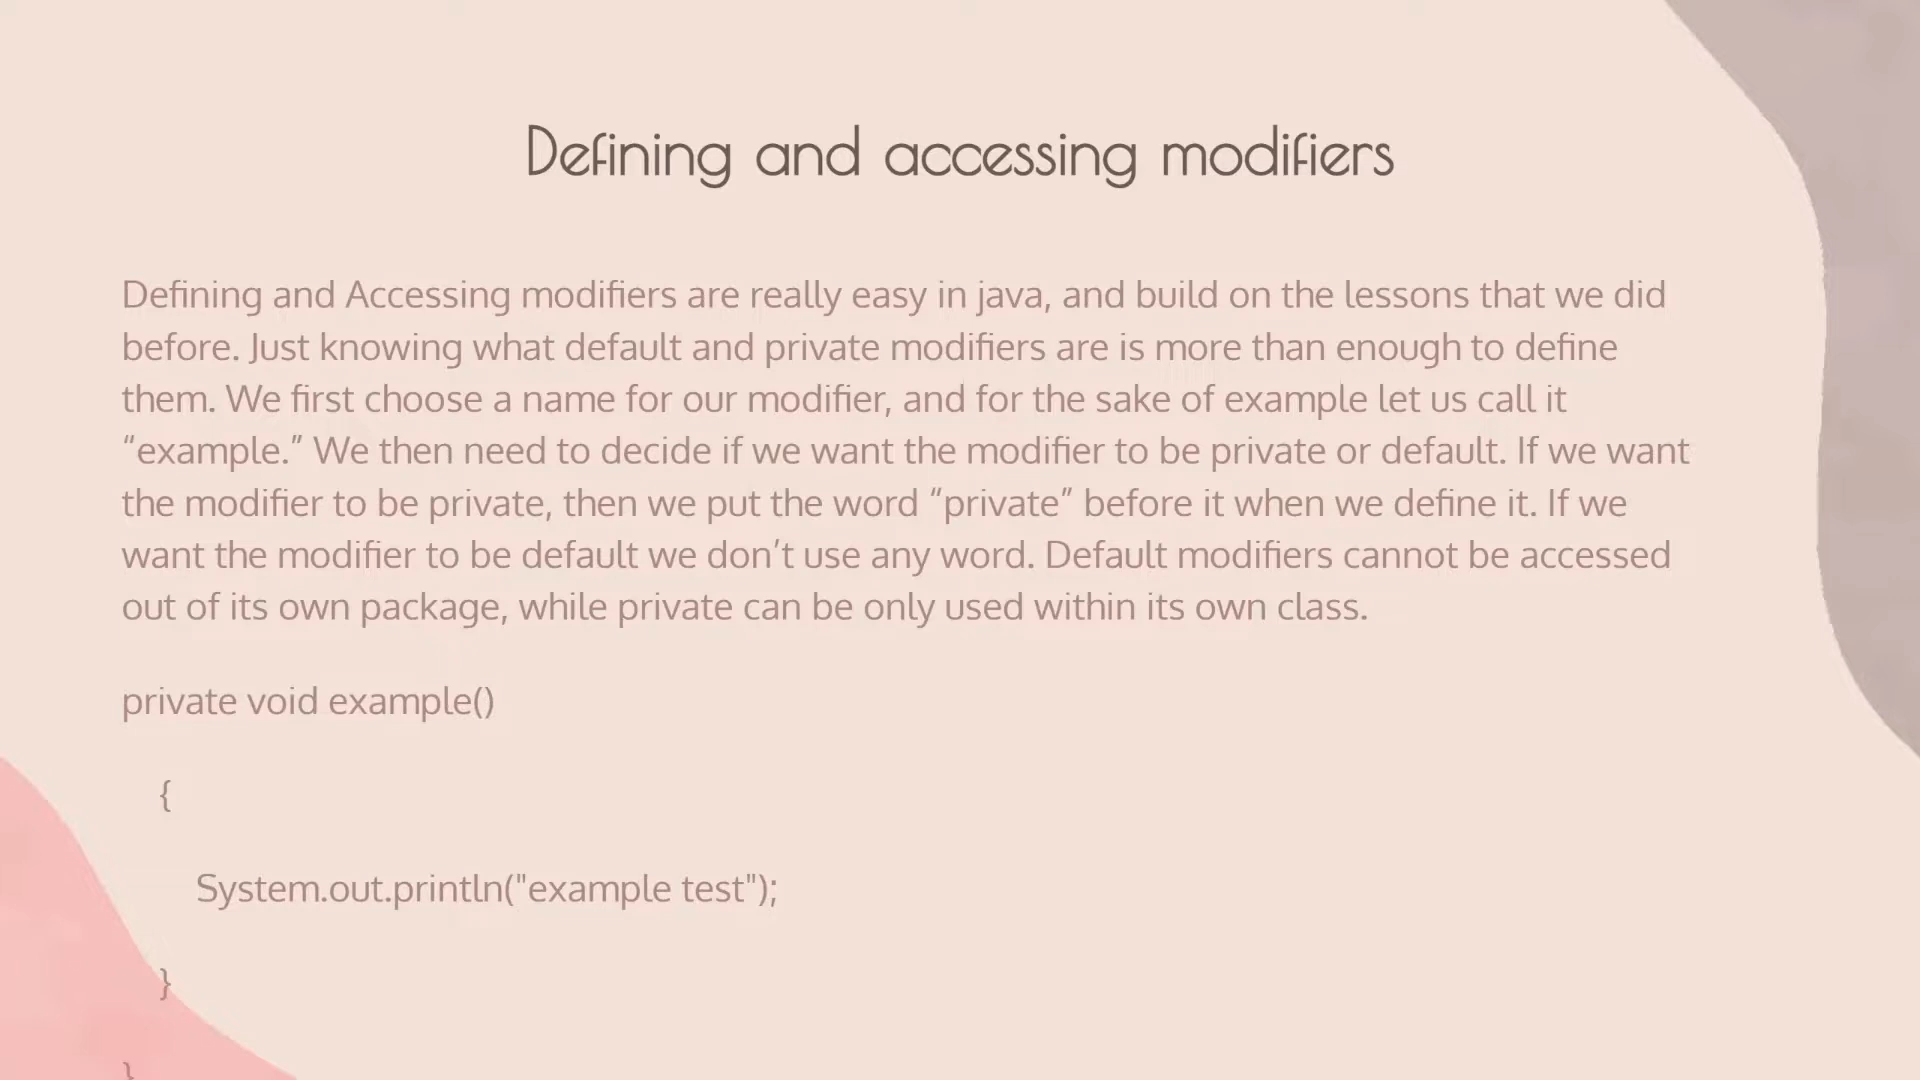 Defining and accessing modifiers
Defining and Accessing modifiers are really easy in java, and build on the lessons that we did
before. Just knowing what default and private modifiers are is more than enough to define
them. We first choose a name for our modifier, and for the sake of example let us call it
“example.” We then need to decide if we want the modifier to be private or default. If we want
the modifier to be private, then we put the word “private” before it when we define it. If we
want the modifier to be default we don’t use any word. Default modifiers cannot be accessed
out of its own package, while private can be only used within its own class.
private void example()
{
System.out.println("example test");
}
}